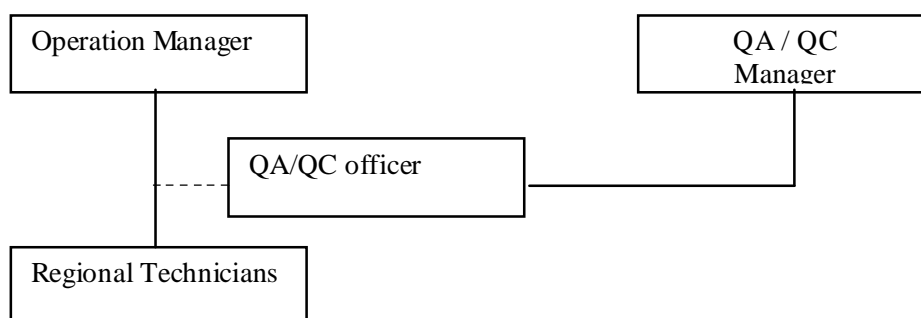 Operation Manager
QA / QC
Manager
QA/QC officer
Regional Technicians